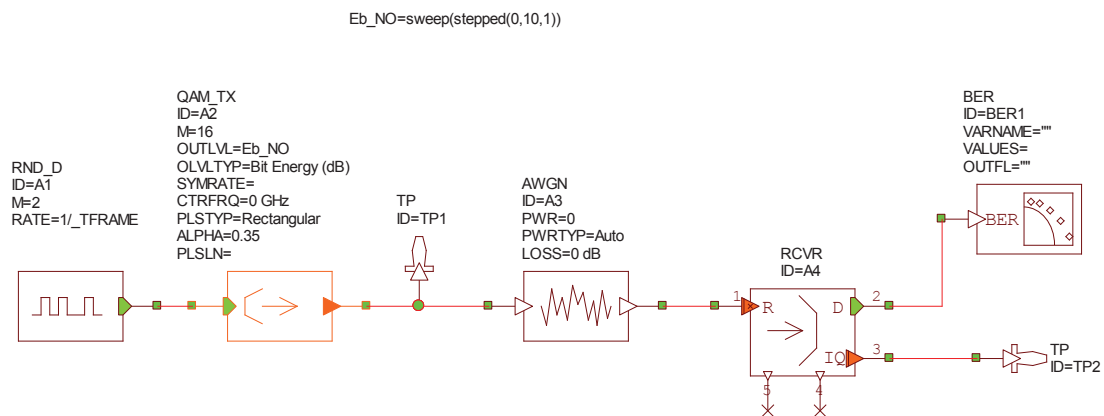 Eb_NO=sweep(stepped(0,10,1))
QAM_TX
ID=A2
M=16
OUTLVL=Eb_NO
OLVLTYP=Bit Energy (dB)
SYMRATE=
CTRFRQ=0 GHz
PLSTYP=Rectangular
ALPHA=0.35
PLSLN=
RND_D
ID=A1
M=2
RATE=1/_TFRAME
TP
ID=TP1
AWGN
ID=A3
PWR=0
PWRTYP=Auto
LOSS=0 dB
RCVR
ID=A4
1
R
D
2
IQ
3
5
4
BER
ID=BER1
VARNAME=""
VALUES=
OUTFL=""
BER
TP
ID=TP2